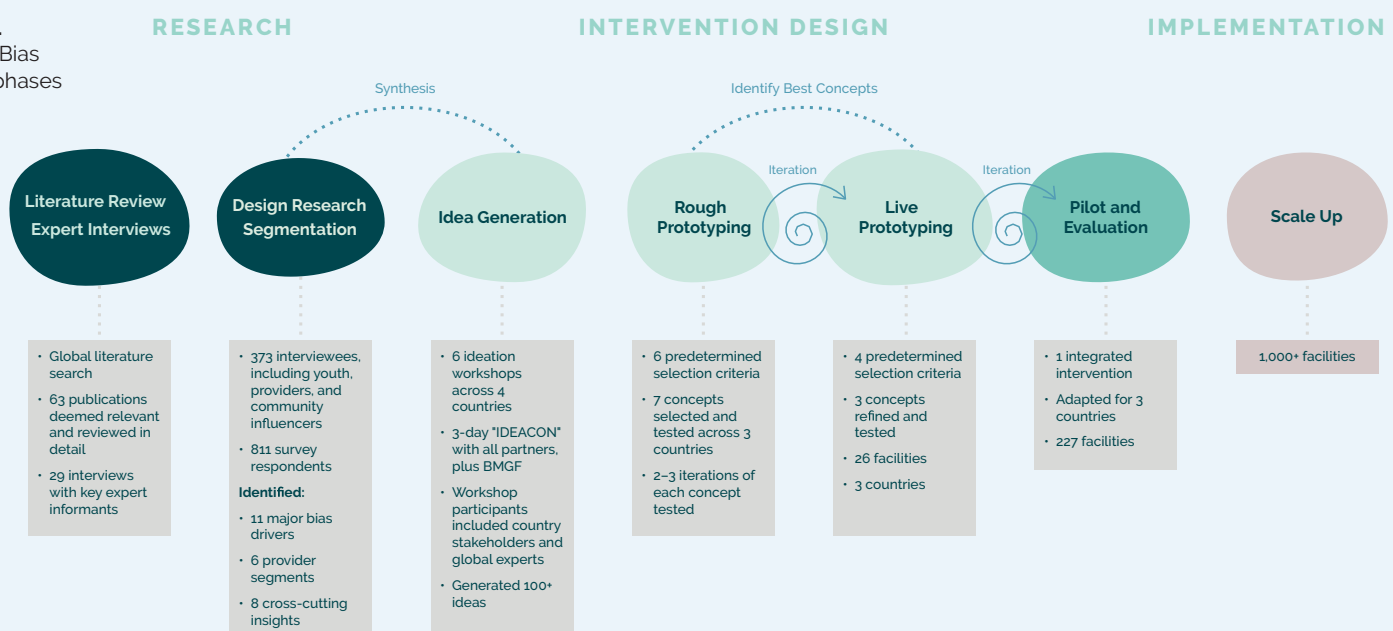 RESEARCH
INTERVENTION DESIGN
IMPLEMENTATION
Bias
phases
Synthesis
Identify Best Concepts
Literature Review
Expert Interviews
Design Research
Segmentation
Idea Generation
Rough
Prototyping
Iteration
Live
Prototyping
Iteration
Pilot and
Evaluation
Scale Up
• Global literature
search
• 63 publications
deemed relevant
and reviewed in
detail
• 29 interviews
with key expert
informants
• 373 interviewees,
including youth,
providers, and
community
influencers
• 811 survey
respondents
Identified:
• 11 major bias
drivers
• 6 provider
segments
• 8 cross-cutting
insights
• 6 ideation
workshops
across 4
countries
• 3-day "IDEACON"
with all partners,
plus BMGF
• Workshop
participants
included country
stakeholders and
global experts
• Generated 100+
ideas
• 6 predetermined
selection criteria
• 7 concepts
selected and
tested across 3
countries
• 2–3 iterations of
each concept
tested
• 4 predetermined
selection criteria
• 3 concepts
refined and
tested
• 26 facilities
• 3 countries
• 1 integrated
intervention
• Adapted for 3
countries
• 227 facilities
1,000+ facilities